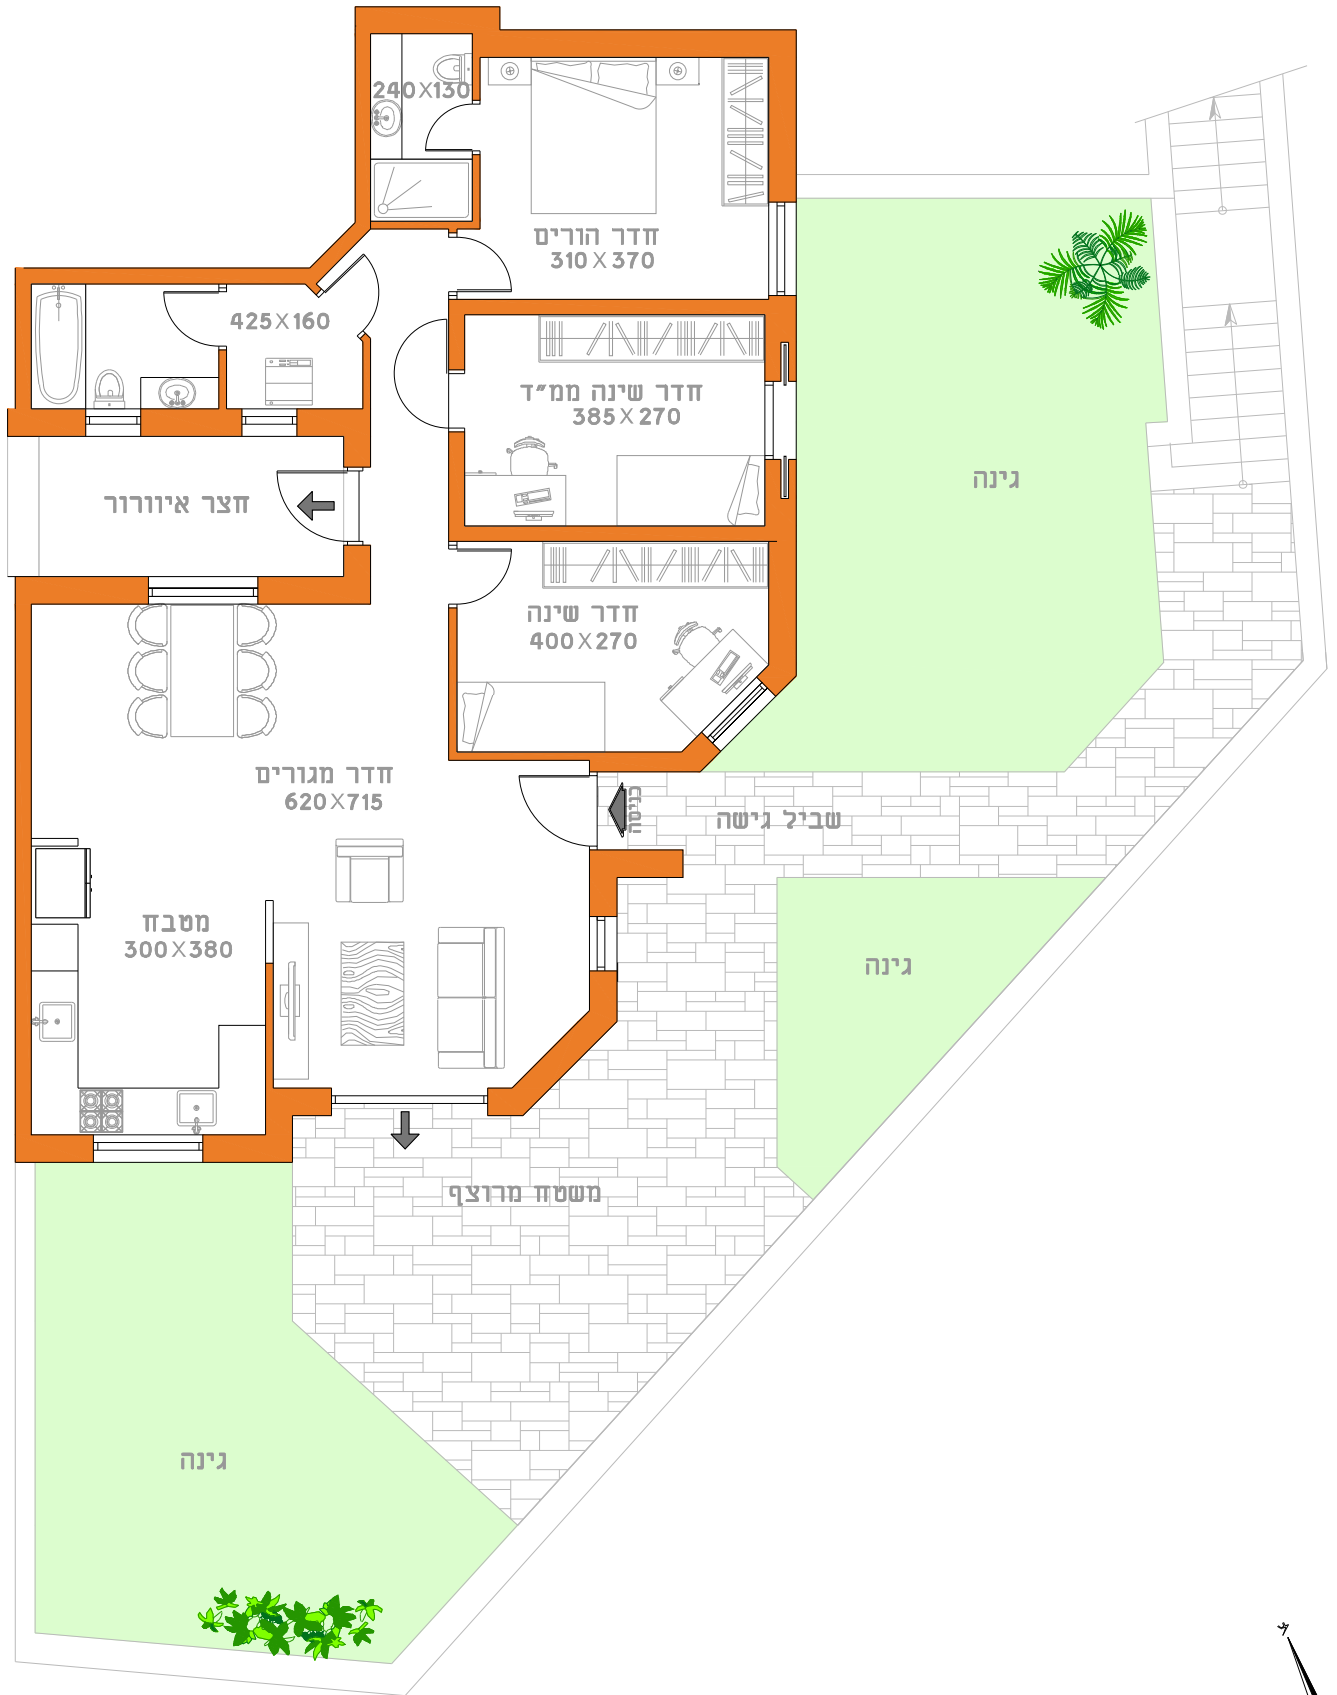 240X130
חדר הורים
310X370
425X160
חדר שינה ממ״ד
385X270
גינה
חצר איוורור
חדר שינה
400X270
חדר מגורים
620X715
כניסה
שביל גישה
מטבח
300X380
גינה
משטח מרוצף
גינה